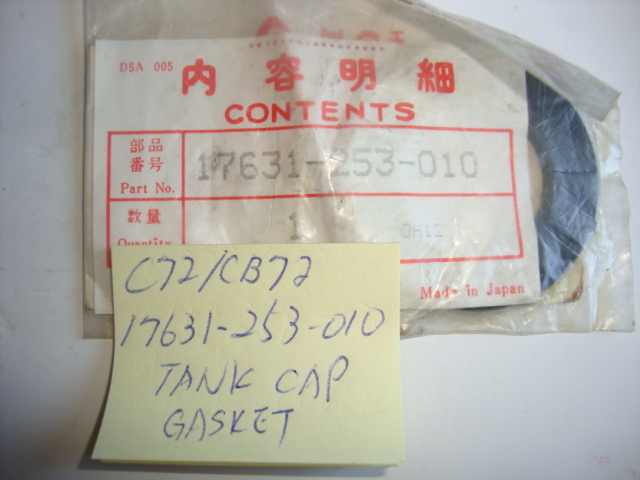 DSA 005
内容明細
CONTENTS
部品
番号
Part No.
17631-253-010
数量
Quantity
1 OH12
Made in Japan
C72/CB72
17631-253-010
TANK CAP
GASKET